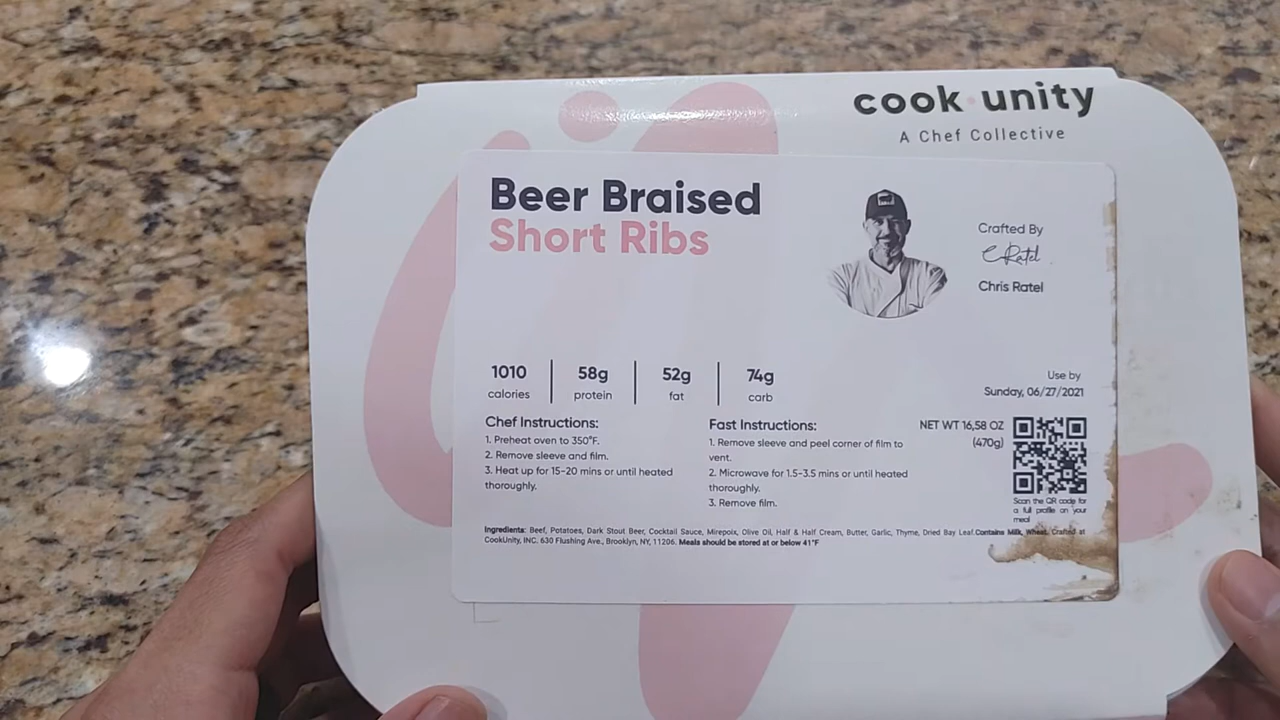 cook unity
A Chef Collective
Beer Braised
Short Ribs
Crafted By
CRatel
Chris Ratel
1010
calories
58g
protein
52g
fat
74g
carb
Use by
Sunday, 06/27/2021
Chef Instructions:
1. Preheat oven to 350°F.
2. Remove sleeve and film.
3. Heat up for 15-20 mins or until heated
thoroughly.
Fast Instructions:
1. Remove sleeve and peel corner of film to
vent.
2. Microwave for 1.5-3.5 mins or until heated
thoroughly.
3. Remove film.
NET WT 16,58 OZ
(470g)
Scan the QR code for
a full profile on your
meal
Ingredients: Beef, Potatoes, Dark Stout Beer, Cocktail Sauce, Mirepoix, Olive Oil, Half & Half Cream, Butter, Garlic, Thyme, Dried Bay Leaf.Contains Milk, Wheat, Crafted at
CookUnity, INC. 630 Flushing Ave., Brooklyn, NY, 11206. Meals should be stored at or below 41°F